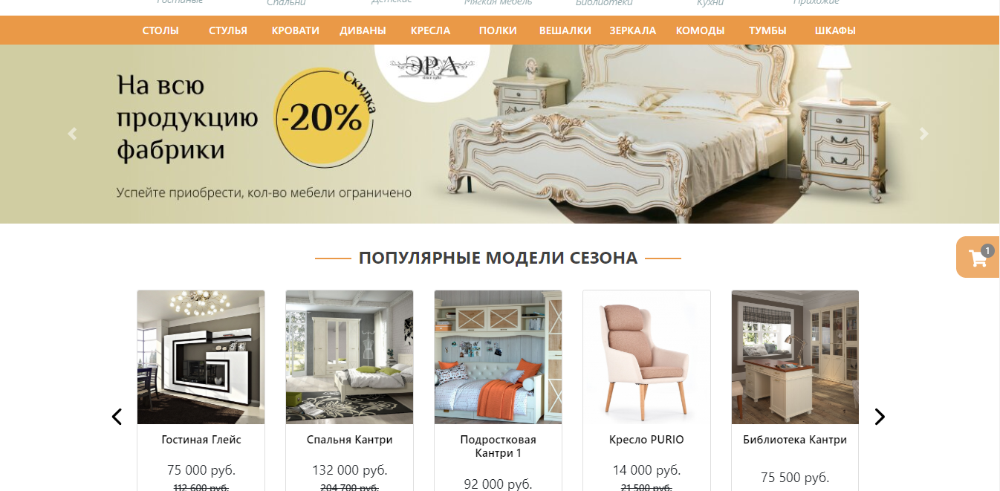 Гостиные Спальни Детские Мягкая мебель Библиотеки Кухни Прихожие
СТОЛЫ СТУЛЬЯ КРОВАТИ ДИВАНЫ КРЕСЛА ПОЛКИ ВЕШАЛКИ ЗЕРКАЛА КОМОДЫ ТУМБЫ ШКАФЫ
ЭРА
На всю
продукцию
фабрики
Скидка
-20%
Успейте приобрести, кол-во мебели ограничено
1
ПОПУЛЯРНЫЕ МОДЕЛИ СЕЗОНА
Гостиная Глейс
75 000 руб.
112 600 руб.
Спальня Кантри
132 000 руб.
204 700 руб.
Подростковая
Кантри 1
92 000 руб.
Кресло PURIO
14 000 руб.
21 500 руб.
Библиотека Кантри
75 500 руб.